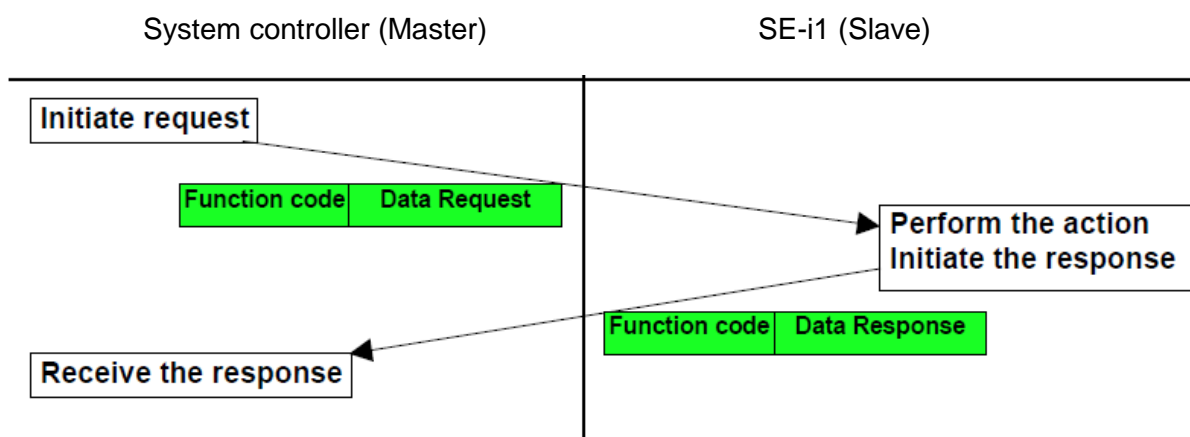 System controller (Master)
SE-i1 (Slave)
Initiate request
Function code
Data Request
Perform the action
Initiate the response
Function code
Data Response
Receive the response